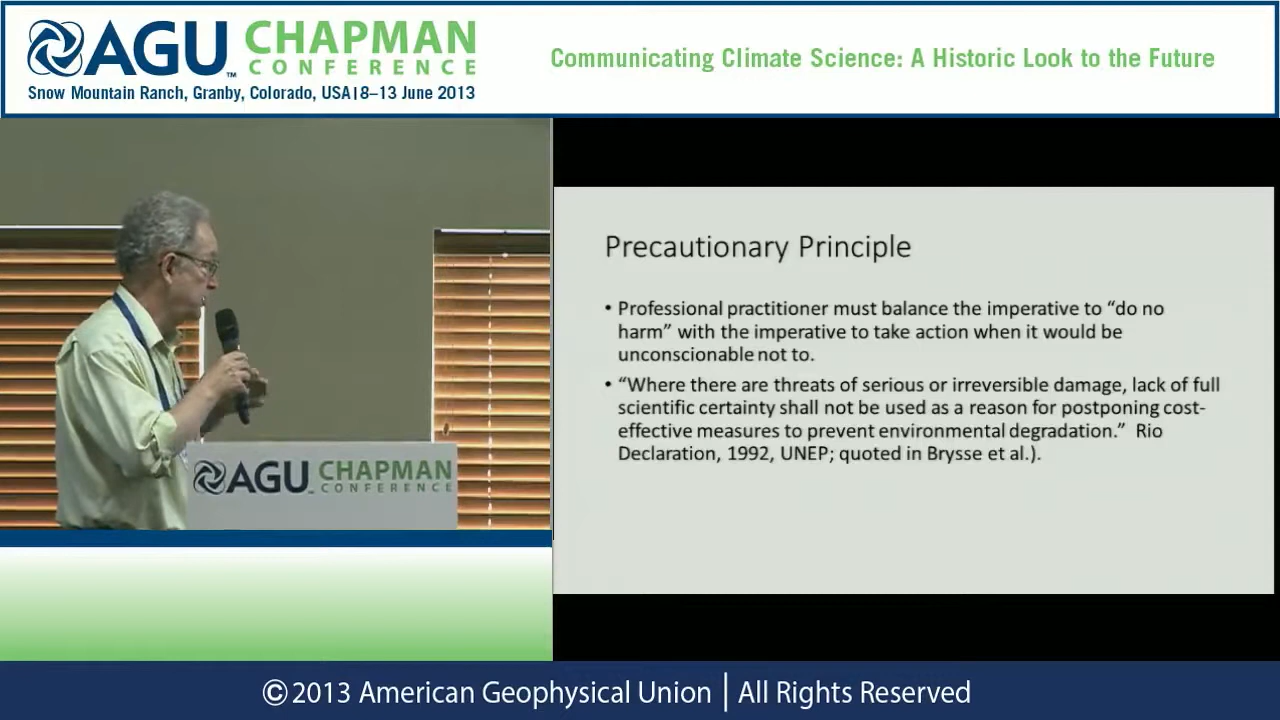 AGU™ CHAPMAN
CONFERENCE
Snow Mountain Ranch, Granby, Colorado, USA|8–13 June 2013
Communicating Climate Science: A Historic Look to the Future
AGU™ CHAPMAN
CONFERENCE
Precautionary Principle
• Professional practitioner must balance the imperative to “do no
harm” with the imperative to take action when it would be
unconscionable not to.
• “Where there are threats of serious or irreversible damage, lack of full
scientific certainty shall not be used as a reason for postponing cost-
effective measures to prevent environmental degradation.”  Rio
Declaration, 1992, UNEP; quoted in Brysse et al.).
©2013 American Geophysical Union | All Rights Reserved